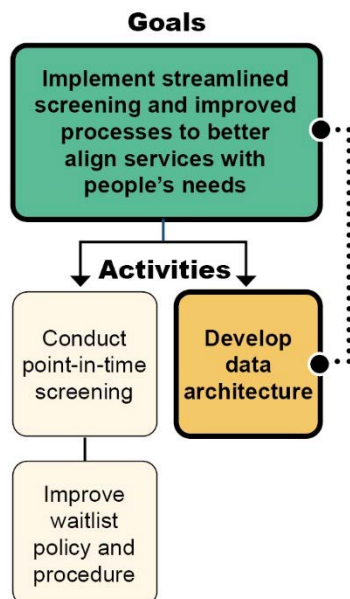 Goals
Implement streamlined
screening and improved
processes to better
align services with
people's needs
Activities
Conduct
point-in-time
screening
Develop
data
architecture
Improve
waitlist
policy and
procedure